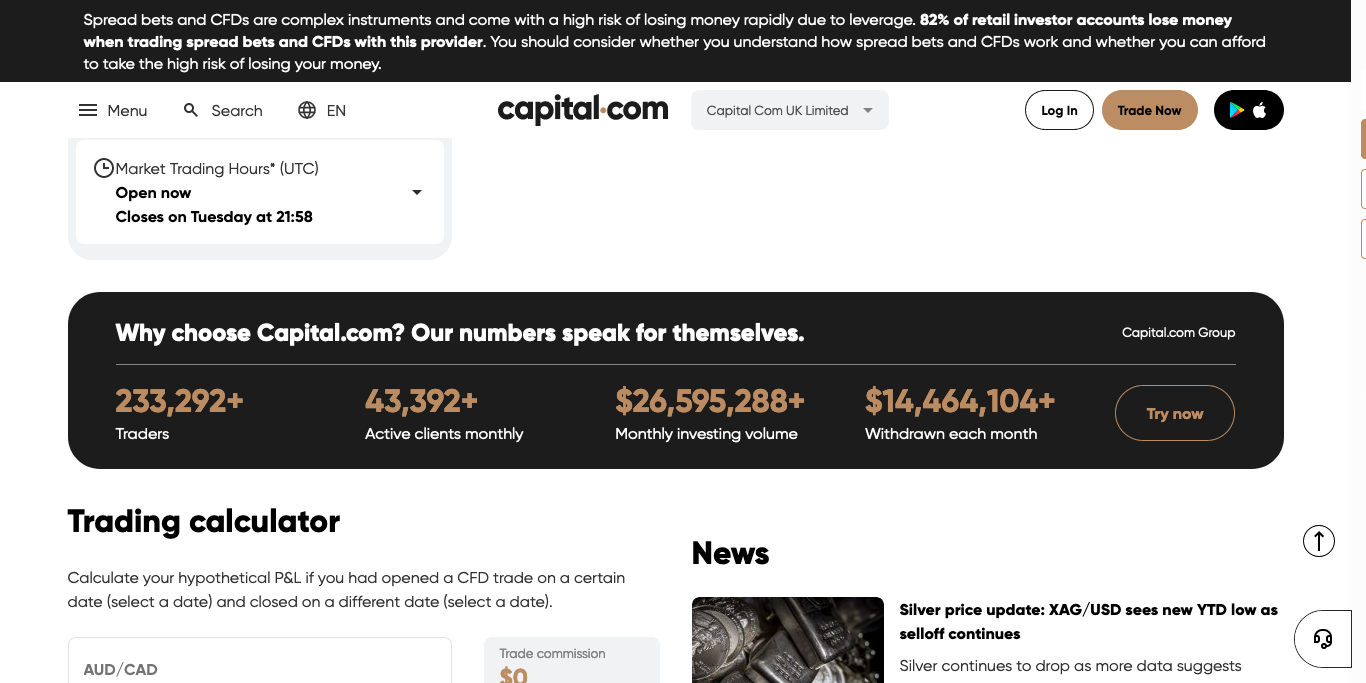 Spread bets and CFDs are complex instruments and come with a high risk of losing money rapidly due to leverage. 82% of retail investor accounts lose money
when trading spread bets and CFDs with this provider. You should consider whether you understand how spread bets and CFDs work and whether you can afford
to take the high risk of losing your money.
Menu
Search
EN
capital.com
Capital Com UK Limited
Log In
Trade Now
Market Trading Hours* (UTC)
Open now
Closes on Tuesday at 21:58
Why choose Capital.com? Our numbers speak for themselves.
Capital.com Group
233,292+
Traders
43,392+
Active clients monthly
$26,595,288+
Monthly investing volume
$14,464,104+
Withdrawn each month
Try now
Trading calculator
Calculate your hypothetical P&L if you had opened a CFD trade on a certain
date (select a date) and closed on a different date (select a date).
AUD/CAD
Trade commission
$0
News
Silver price update: XAG/USD sees new YTD low as
selloff continues
Silver continues to drop as more data suggests